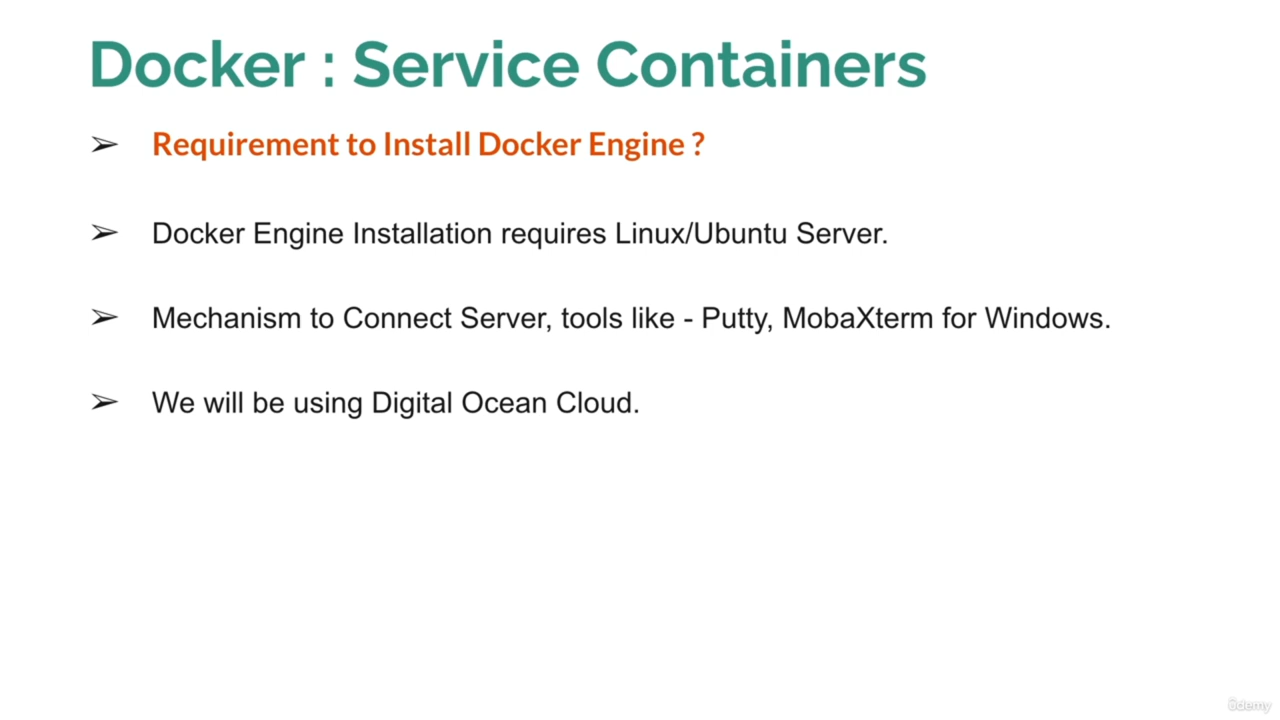 Docker : Service Containers
➢ Requirement to Install Docker Engine ?
➢ Docker Engine Installation requires Linux/Ubuntu Server.
➢ Mechanism to Connect Server, tools like - Putty, MobaXterm for Windows.
➢ We will be using Digital Ocean Cloud.
ûdemy